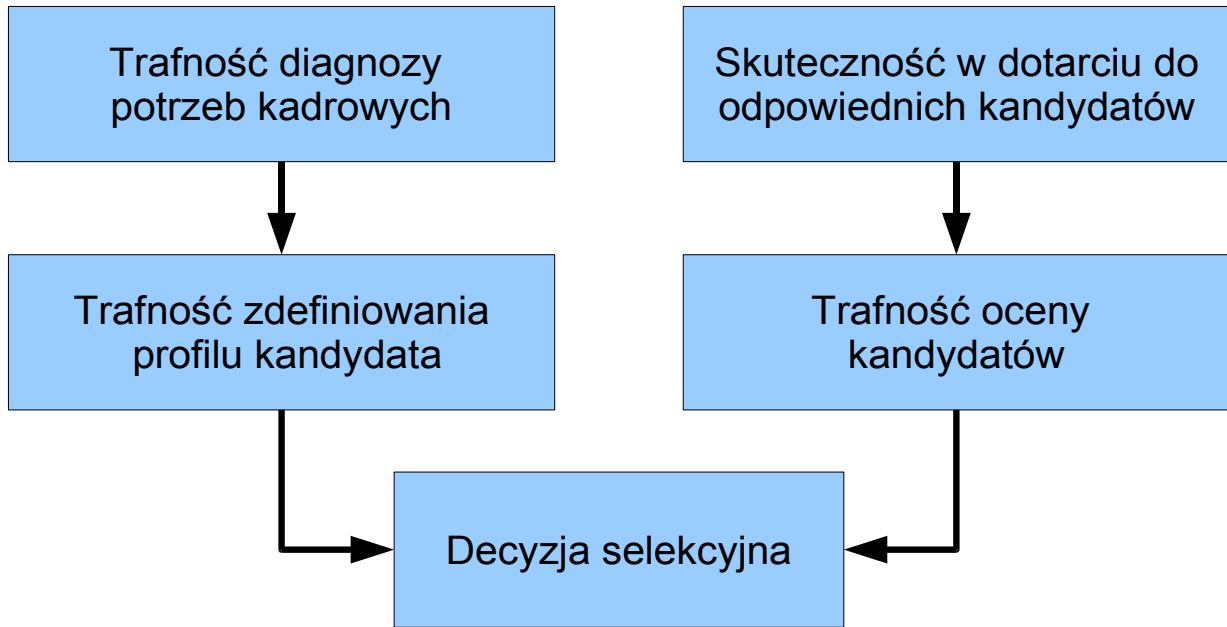 Trafność diagnozy
potrzeb kadrowych
Skuteczność w dotarciu do
odpowiednich kandydatów
Trafność zdefiniowania
profilu kandydata
Trafność oceny
kandydatów
Decyzja selekcyjna